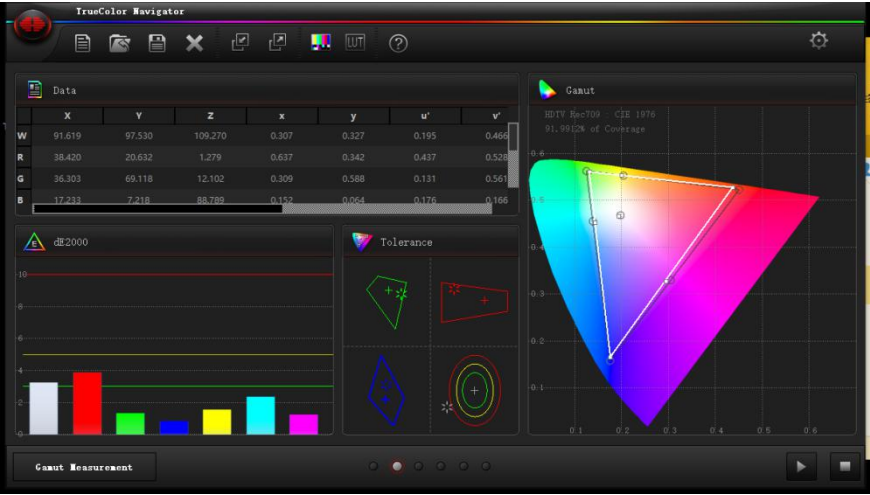 TrueColor Navigator
LUT
?
Data
X Y Z x y u' v'
W 91.619 97.530 109.270 0.307 0.327 0.195 0.466
R 38.420 20.632 1.279 0.637 0.342 0.437 0.528
G 36.303 69.118 12.102 0.309 0.588 0.131 0.561
B 17.233 7.218 88.789 0.152 0.064 0.176 0.166
Gamut
HDTV Rec709 CIE 1976
91.9912% of Coverage
0.6
0.5
0.4
0.3
0.2
0.1
0.1 0.2 0.3 0.4 0.5 0.6
E dE2000
10
8
6
4
2
0
Tolerance
Gamut Measurement